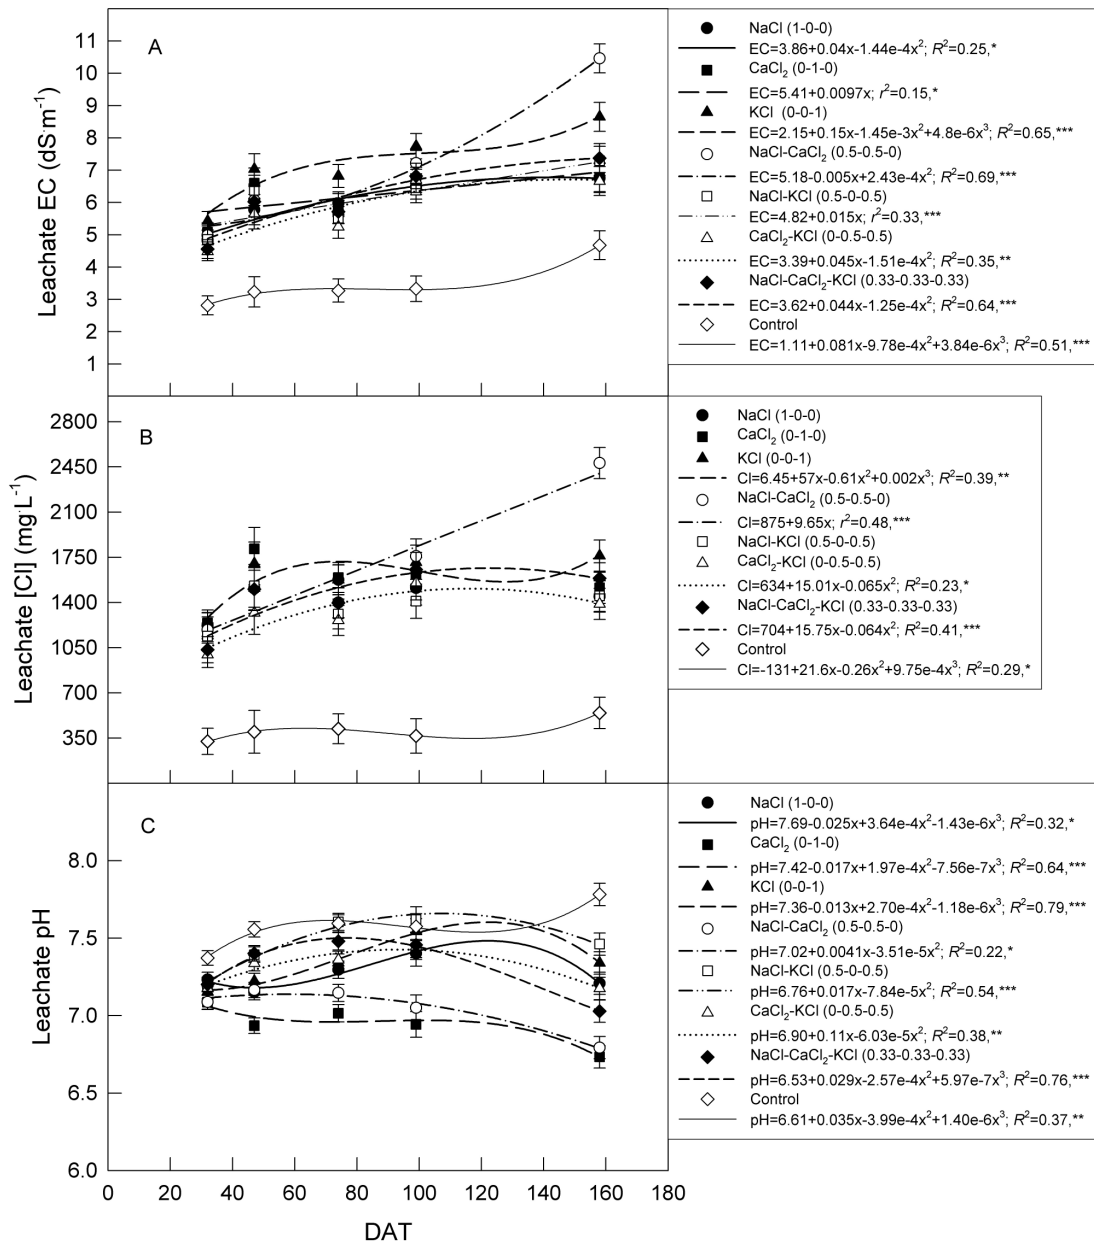 A
11
10
9
8
7
6
5
4
3
2
1
Leachate EC (dS·m⁻¹)
NaCl (1-0-0)
EC=3.86+0.04x-1.44e-4x²; R²=0.25,*
CaCl₂ (0-1-0)
EC=5.41+0.0097x; r²=0.15,*
KCl (0-0-1)
EC=2.15+0.15x-1.45e-3x²+4.8e-6x³; R²=0.65,***
NaCl-CaCl₂ (0.5-0.5-0)
EC=5.18-0.005x+2.43e-4x²; R²=0.69,***
NaCl-KCl (0.5-0-0.5)
EC=4.82+0.015x; r²=0.33,***
CaCl₂-KCl (0-0.5-0.5)
EC=3.39+0.045x-1.51e-4x²; R²=0.35,**
NaCl-CaCl₂-KCl (0.33-0.33-0.33)
EC=3.62+0.044x-1.25e-4x²; R²=0.64,***
Control
EC=1.11+0.081x-9.78e-4x²+3.84e-6x³; R²=0.51,***
B
2800
2450
2100
1750
1400
1050
700
350
Leachate [Cl] (mg·L⁻¹)
NaCl (1-0-0)
CaCl₂ (0-1-0)
KCl (0-0-1)
Cl=6.45+57x-0.61x²+0.002x³; R²=0.39,**
NaCl-CaCl₂ (0.5-0.5-0)
Cl=875+9.65x; r²=0.48,***
NaCl-KCl (0.5-0-0.5)
CaCl₂-KCl (0-0.5-0.5)
Cl=634+15.01x-0.065x²; R²=0.23,*
NaCl-CaCl₂-KCl (0.33-0.33-0.33)
Cl=704+15.75x-0.064x²; R²=0.41,***
Control
Cl=-131+21.6x-0.26x²+9.75e-4x³; R²=0.29,*
C
8.0
7.5
7.0
6.5
6.0
Leachate pH
NaCl (1-0-0)
pH=7.69-0.025x+3.64e-4x²-1.43e-6x³; R²=0.32,*
CaCl₂ (0-1-0)
pH=7.42-0.017x+1.97e-4x²-7.56e-7x³; R²=0.64,***
KCl (0-0-1)
pH=7.36-0.013x+2.70e-4x²-1.18e-6x³; R²=0.79,***
NaCl-CaCl₂ (0.5-0.5-0)
pH=7.02+0.0041x-3.51e-5x²; R²=0.22,*
NaCl-KCl (0.5-0-0.5)
pH=6.76+0.017x-7.84e-5x²; R²=0.54,***
CaCl₂-KCl (0-0.5-0.5)
pH=6.90+0.11x-6.03e-5x²; R²=0.38,**
NaCl-CaCl₂-KCl (0.33-0.33-0.33)
pH=6.53+0.029x-2.57e-4x²+5.97e-7x³; R²=0.76,***
Control
pH=6.61+0.035x-3.99e-4x²+1.40e-6x³; R²=0.37,**
0 20 40 60 80 100 120 140 160 180
DAT